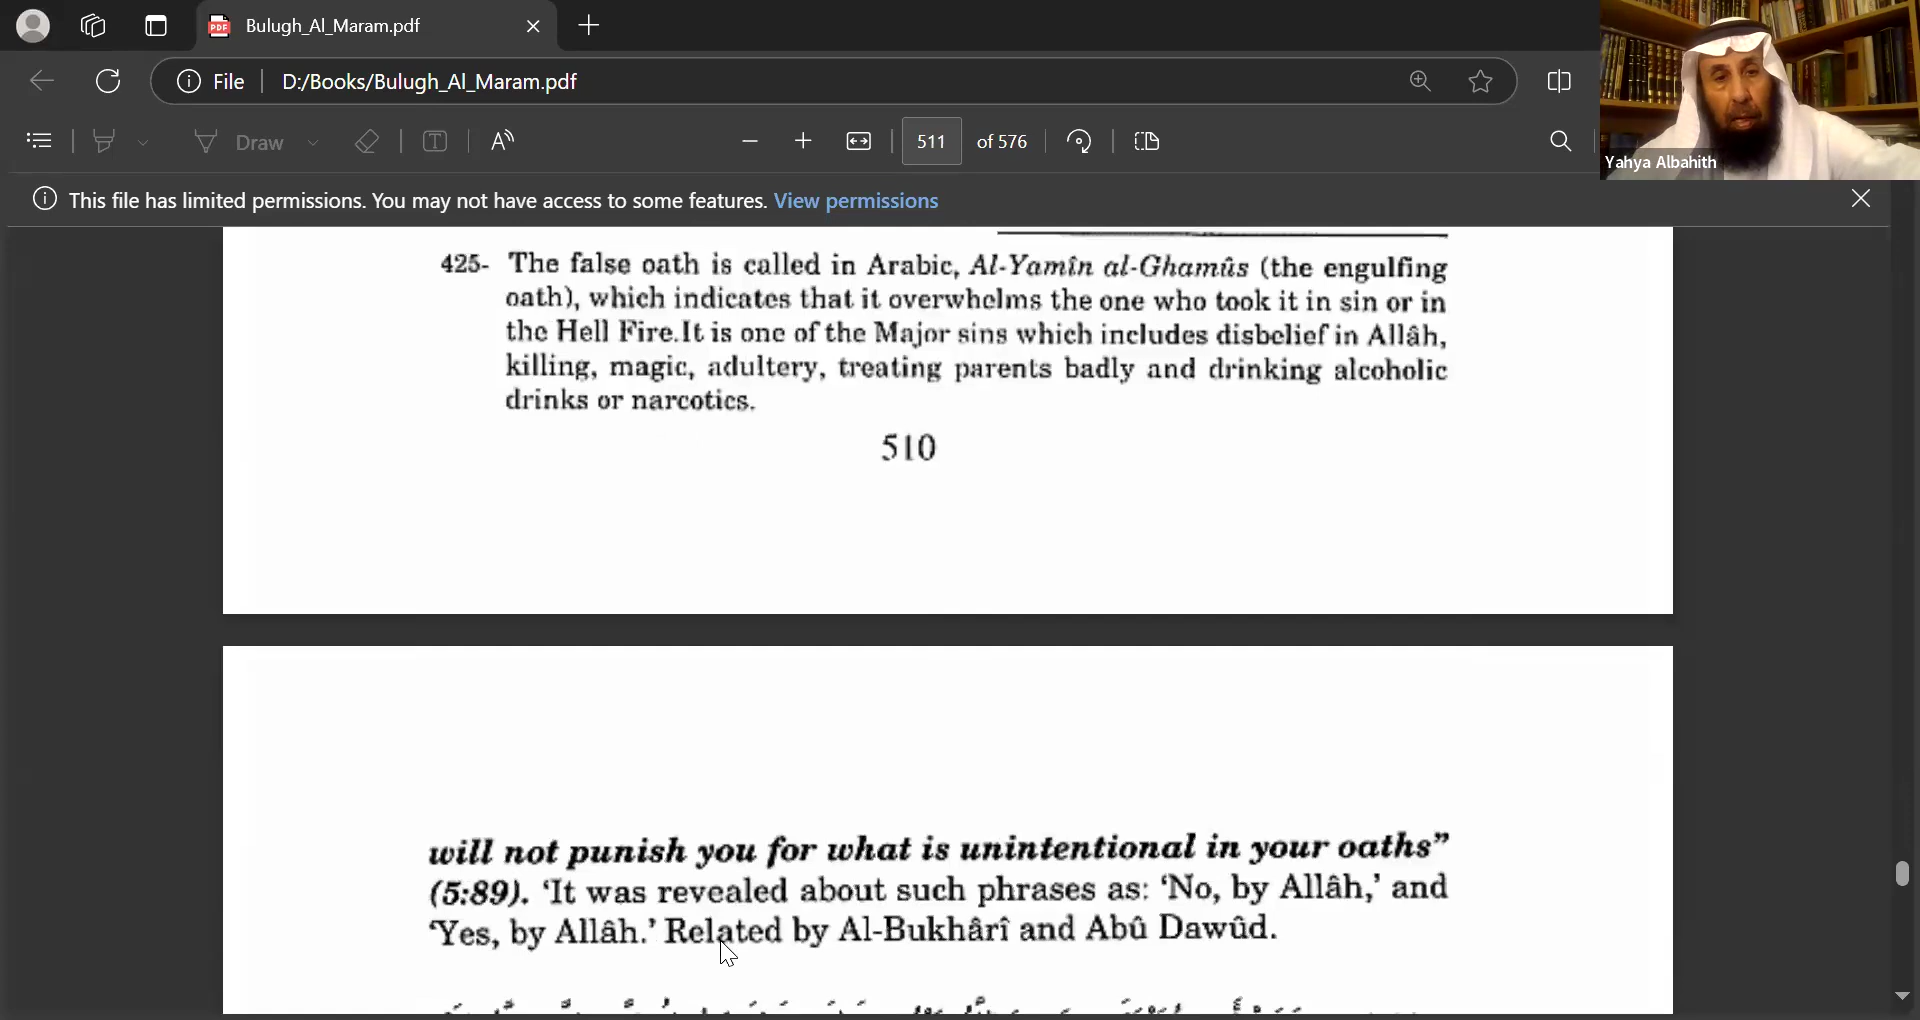 Bulugh_Al_Maram.pdf
File
D:/Books/Bulugh_Al_Maram.pdf
Draw
511 of 576
Yahya Albahith
This file has limited permissions. You may not have access to some features. View permissions
425- The false oath is called in Arabic, Al-Yamîn al-Ghamûs (the engulfing
oath), which indicates that it overwhelms the one who took it in sin or in
the Hell Fire.It is one of the Major sins which includes disbelief in Allâh,
killing, magic, adultery, treating parents badly and drinking alcoholic
drinks or narcotics.
510
will not punish you for what is unintentional in your oaths”
(5:89). ‘It was revealed about such phrases as: ‘No, by Allâh,’ and
‘Yes, by Allâh.’ Related by Al-Bukhârî and Abû Dawûd.